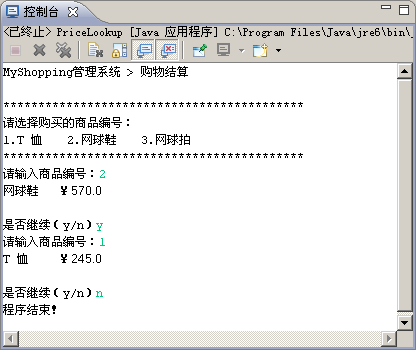 控制台
<已终止> PriceLookup [Java 应用程序] C:\Program Files\Java\jre6\bin\
MyShopping管理系统 > 购物结算
*******************************************
请选择购买的商品编号：
1.T 恤 2.网球鞋 3.网球拍
*******************************************
请输入商品编号：2
网球鞋 ￥570.0
是否继续（y/n）y
请输入商品编号：1
T 恤 ￥245.0
是否继续（y/n）n
程序结束！